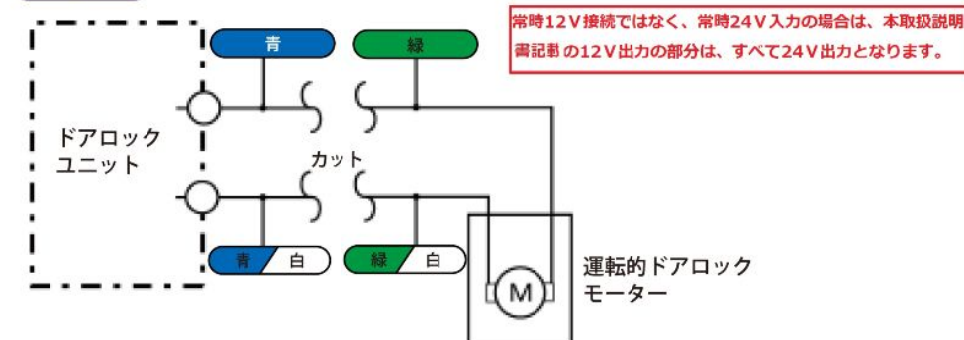 常時12V接続ではなく、常時24V入力の場合は、本取扱説明
書記載の12V出力の部分は、すべて24V出力となります。
青
緑
ドアロック
ユニット
カット
青 白
緑 白
運転的ドアロック
モーター
M